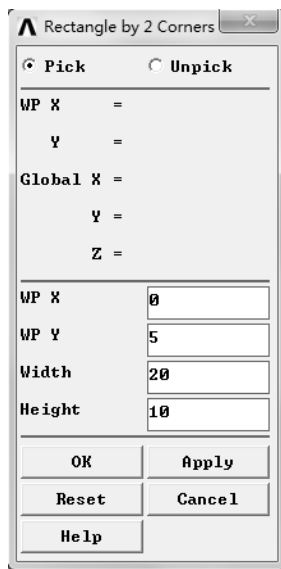 Rectangle by 2 Corners
Pick Unpick
WP X =
Y =
Global X =
Y =
Z =
WP X 0
WP Y 5
Width 20
Height 10
OK Apply
Reset Cancel
Help